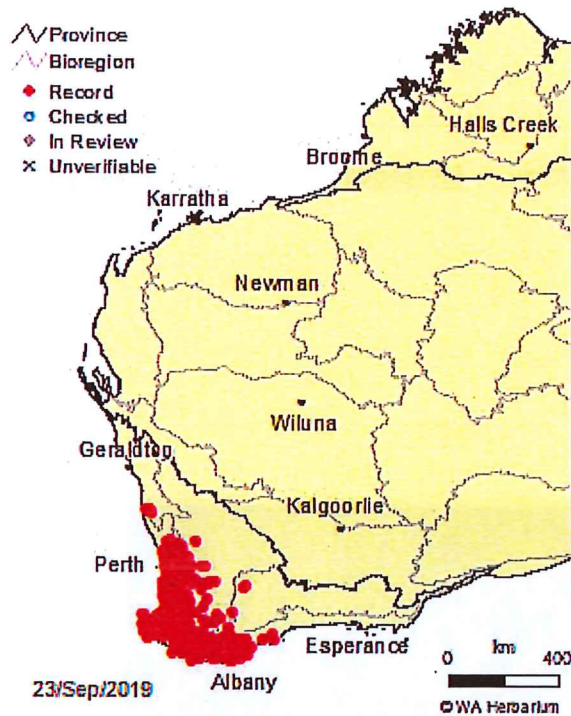 Province
Bioregion
Record
Checked
In Review
Unverifiable
Halls Creek
Broome
Karratha
Newman
Wiluna
Geraldton
Kalgoorlie
Perth
Esperance
Albany
23/Sep/2019
0 km 400
© WA Herbarium